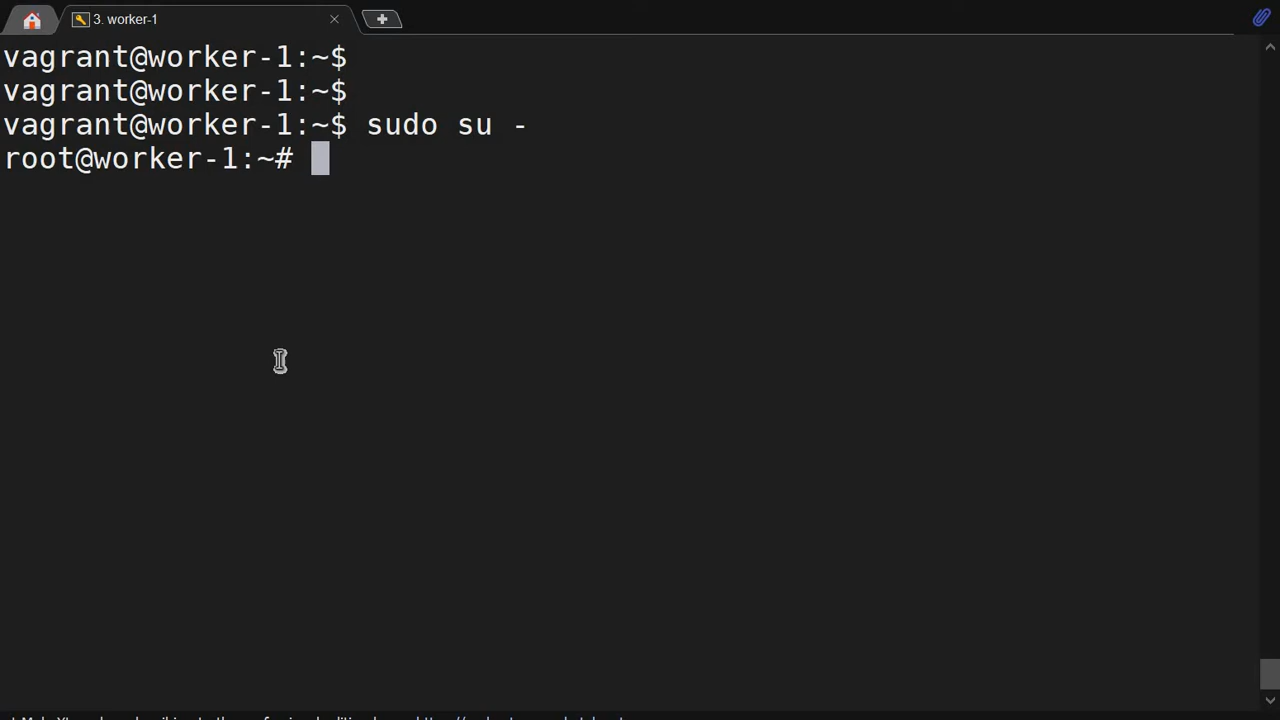 3. worker-1
vagrant@worker-1:~$
vagrant@worker-1:~$
vagrant@worker-1:~$ sudo su -
root@worker-1:~#